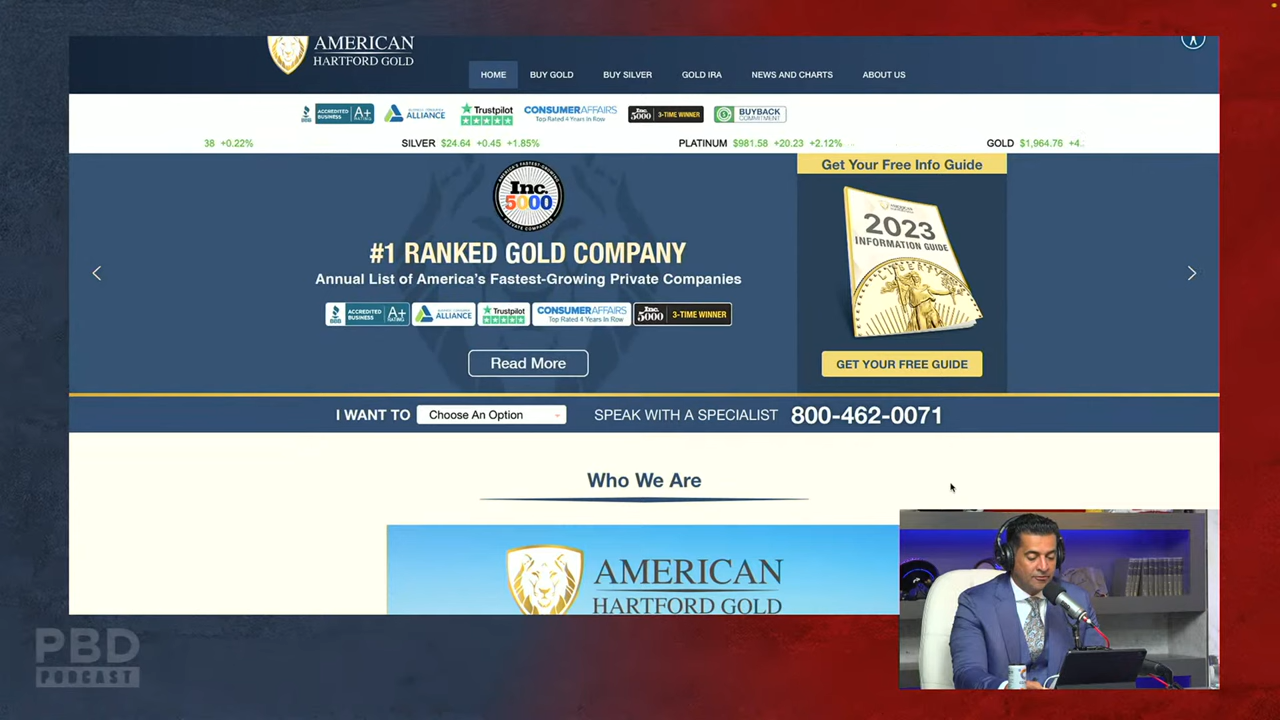 AMERICAN
HARTFORD GOLD
HOME BUY GOLD BUY SILVER GOLD IRA NEWS AND CHARTS ABOUT US
BBB ACCREDITED BUSINESS A+ ALLIANCE Trustpilot CONSUMERAFFAIRS Top Rated 4 Years In Row Inc. 5000 3-TIME WINNER BUYBACK COMMITMENT
38 +0.22% SILVER $24.64 +0.45 +1.85% PLATINUM $981.58 +20.23 +2.12% GOLD $1,964.76 +4.
Inc.
5000
#1 RANKED GOLD COMPANY
Annual List of America's Fastest-Growing Private Companies
BBB ACCREDITED BUSINESS A+ RATING ALLIANCE Trustpilot CONSUMERAFFAIRS Top Rated 4 Years In Row Inc. 5000 3-TIME WINNER
Read More
Get Your Free Info Guide
2023
INFORMATION GUIDE
LIBERTY
GET YOUR FREE GUIDE
I WANT TO Choose An Option SPEAK WITH A SPECIALIST 800-462-0071
Who We Are
AMERICAN
HARTFORD GOLD
PBD
PODCAST